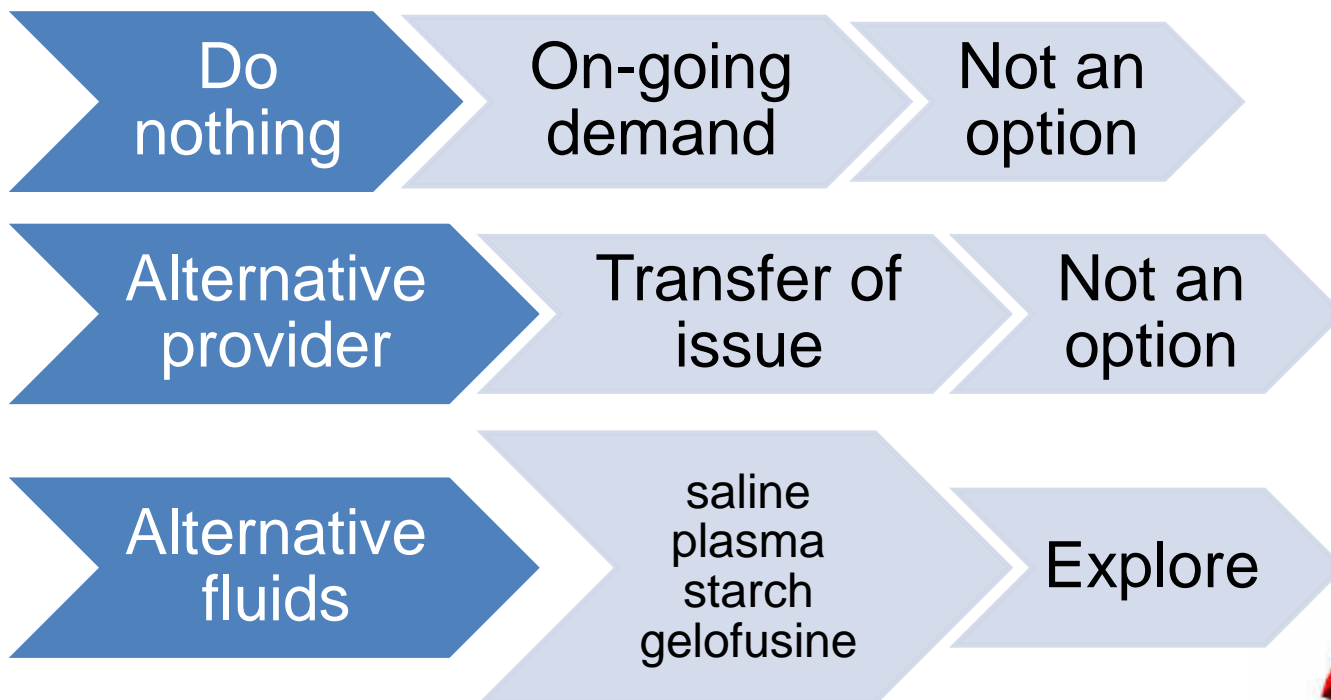 Do
nothing
On-going
demand
Not an
option
Alternative
provider
Transfer of
issue
Not an
option
Alternative
fluids
saline
plasma
starch
gelofusine
Explore